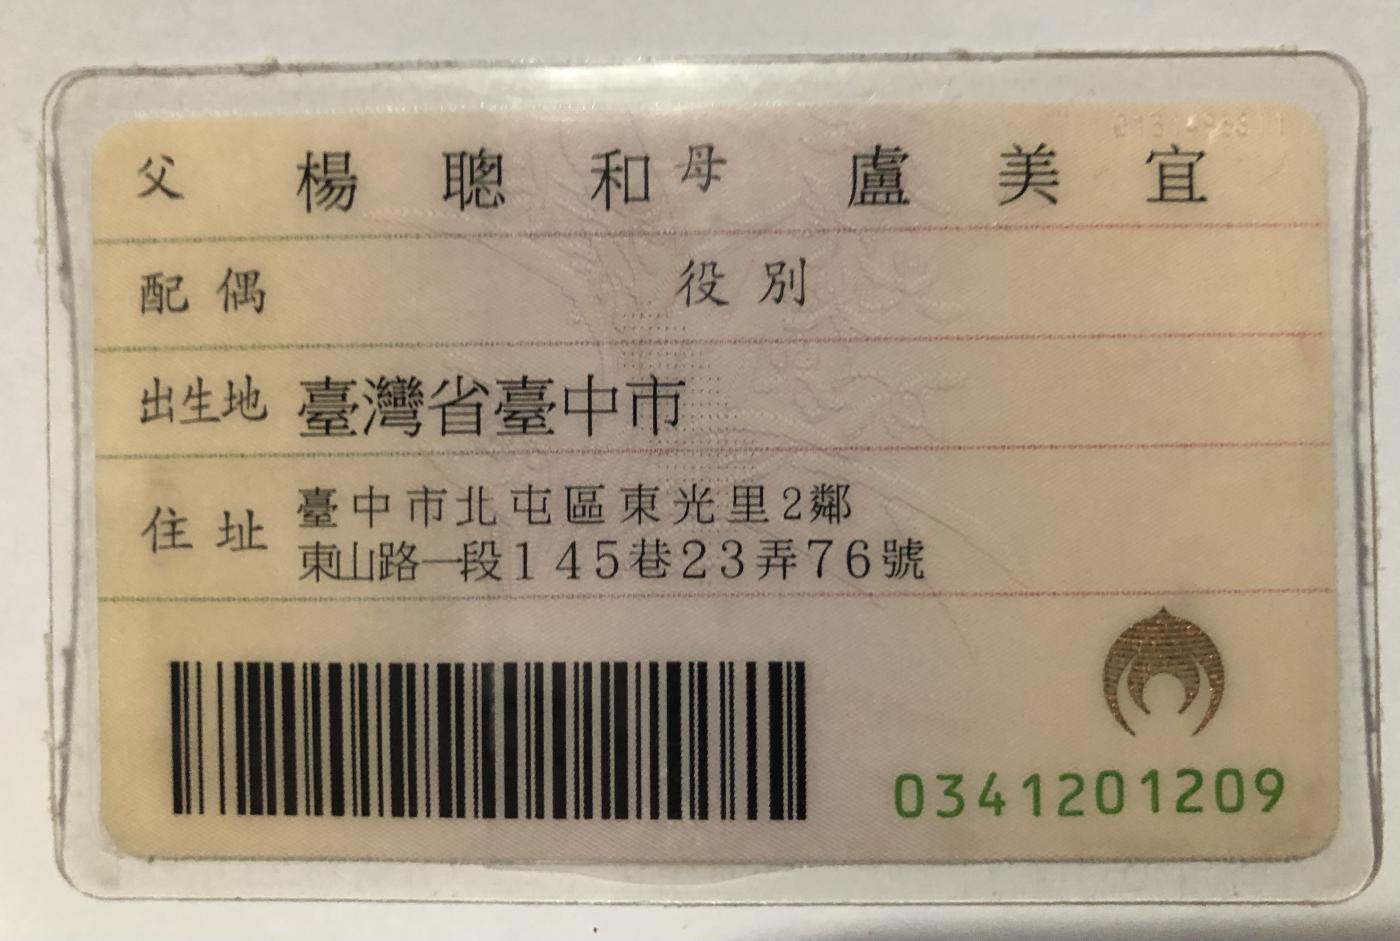 父 楊聰和 母 盧美宜
配偶 役別
出生地 臺灣省臺中市
住址 臺中市北屯區東光里2鄰
東山路一段145巷23弄76號
0341201209